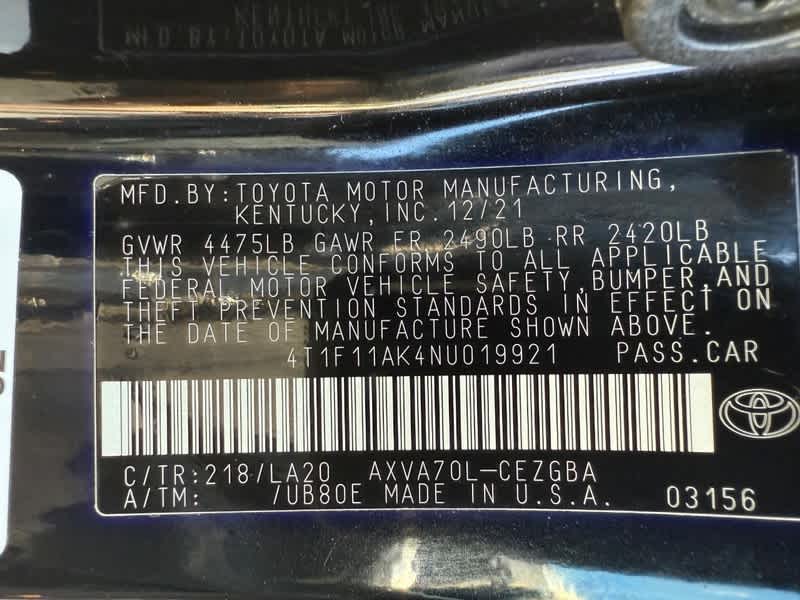 MFD.BY:TOYOTA MOTOR MANUFACTURING,
KENTUCKY,INC.12/21
GVWR 4475LB GAWR FR 2490LB RR 2420LB
THIS VEHICLE CONFORMS TO ALL APPLICABLE
FEDERAL MOTOR VEHICLE SAFETY,BUMPER,AND
THEFT PREVENTION STANDARDS IN EFFECT ON
THE DATE OF MANUFACTURE SHOWN ABOVE.
4T1F11AK4NU019921 PASS.CAR
C/TR:218/LA20 AXVA70L-CEZGBA
A/TM: /UB80E MADE IN U.S.A. 03156